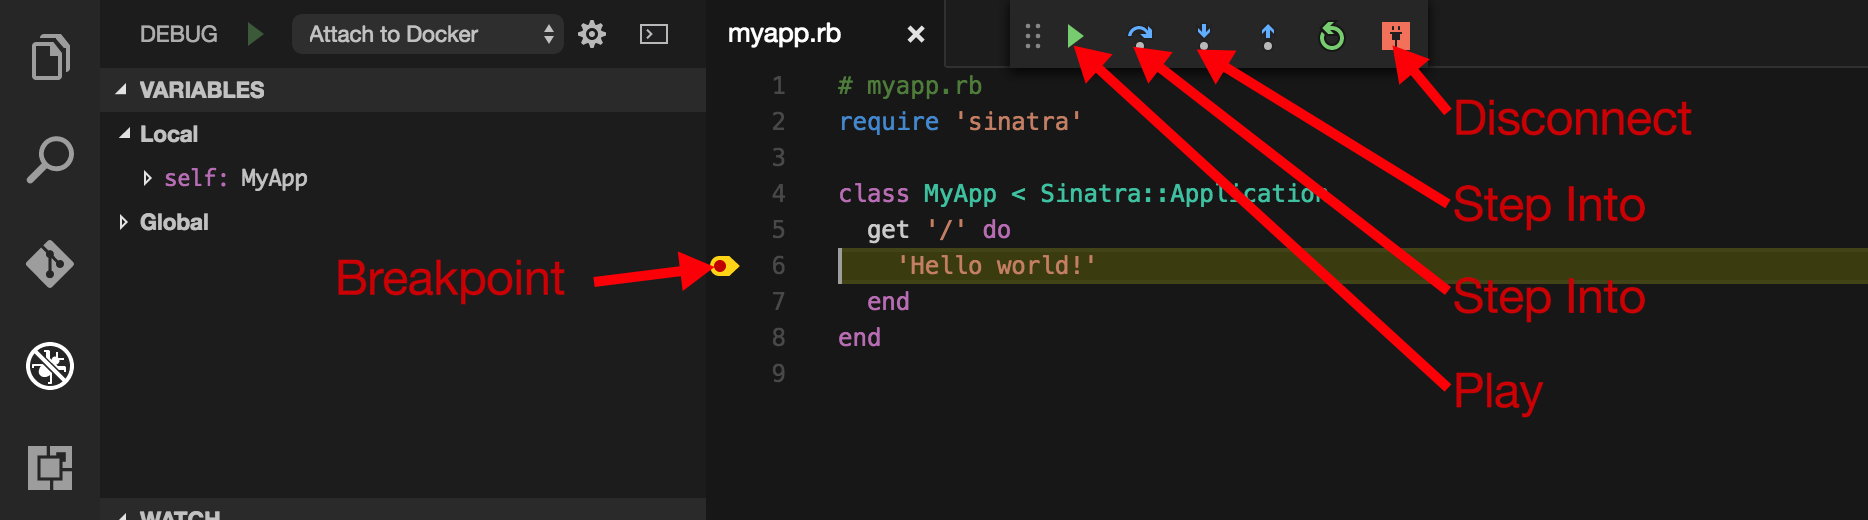 DEBUG
Attach to Docker
VARIABLES
Local
self: MyApp
Global
WATCH
myapp.rb
1 # myapp.rb
2 require 'sinatra'
3
4 class MyApp < Sinatra::Application
5 get '/' do
6 'Hello world!'
7 end
8 end
9
Breakpoint
Disconnect
Step Into
Step Into
Play